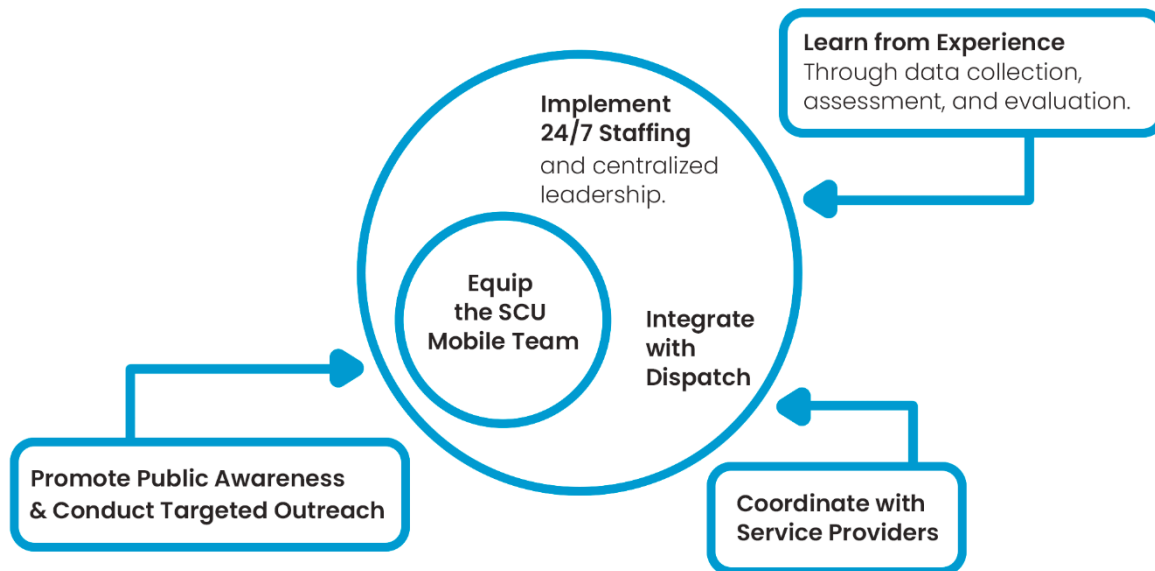 Learn from Experience
Through data collection,
assessment, and evaluation.
Implement
24/7 Staffing
and centralized
leadership.
Equip
the SCU
Mobile Team
Integrate
with
Dispatch
Promote Public Awareness
& Conduct Targeted Outreach
Coordinate with
Service Providers